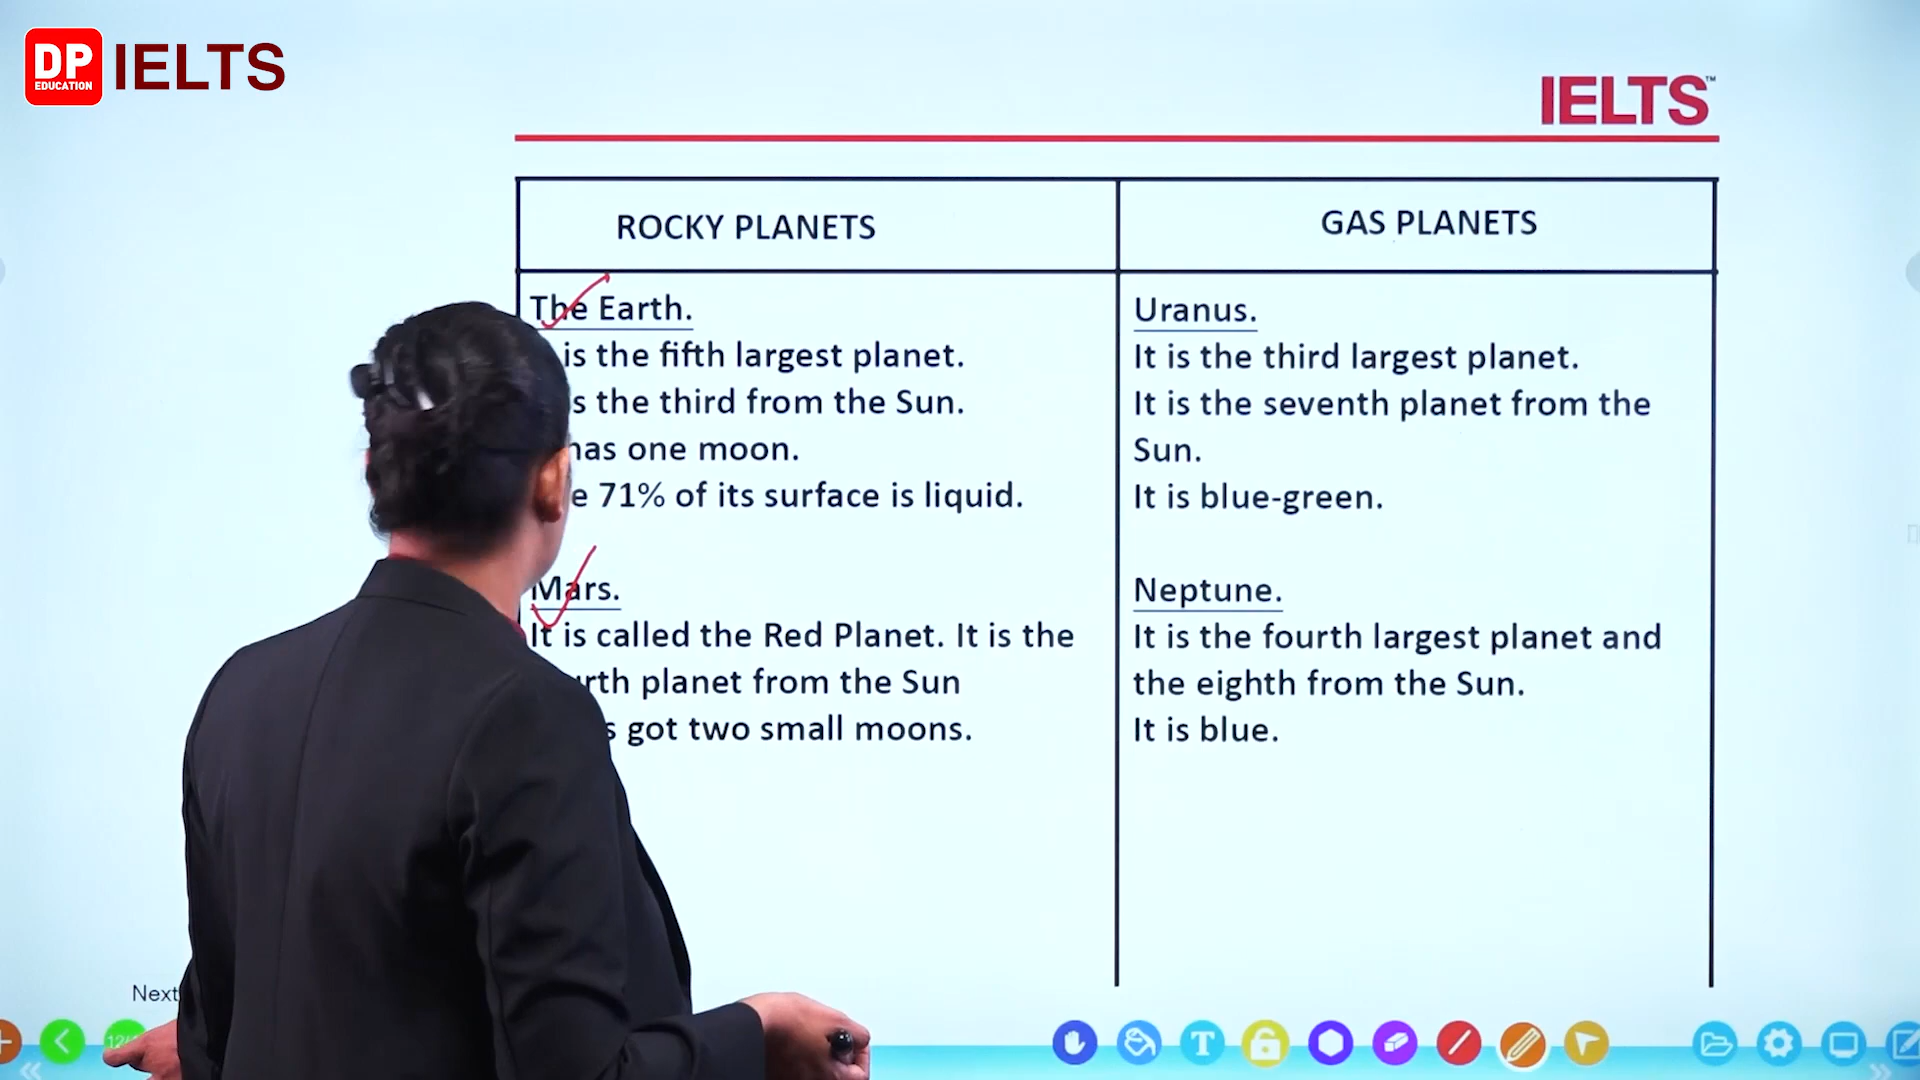 DP
EDUCATION
IELTS
IELTS™
ROCKY PLANETS
GAS PLANETS
The Earth.
is the fifth largest planet.
s the third from the Sun.
has one moon.
e 71% of its surface is liquid.
Mars.
It is called the Red Planet. It is the
urth planet from the Sun
s got two small moons.
Uranus.
It is the third largest planet.
It is the seventh planet from the
Sun.
It is blue-green.
Neptune.
It is the fourth largest planet and
the eighth from the Sun.
It is blue.
Next
T